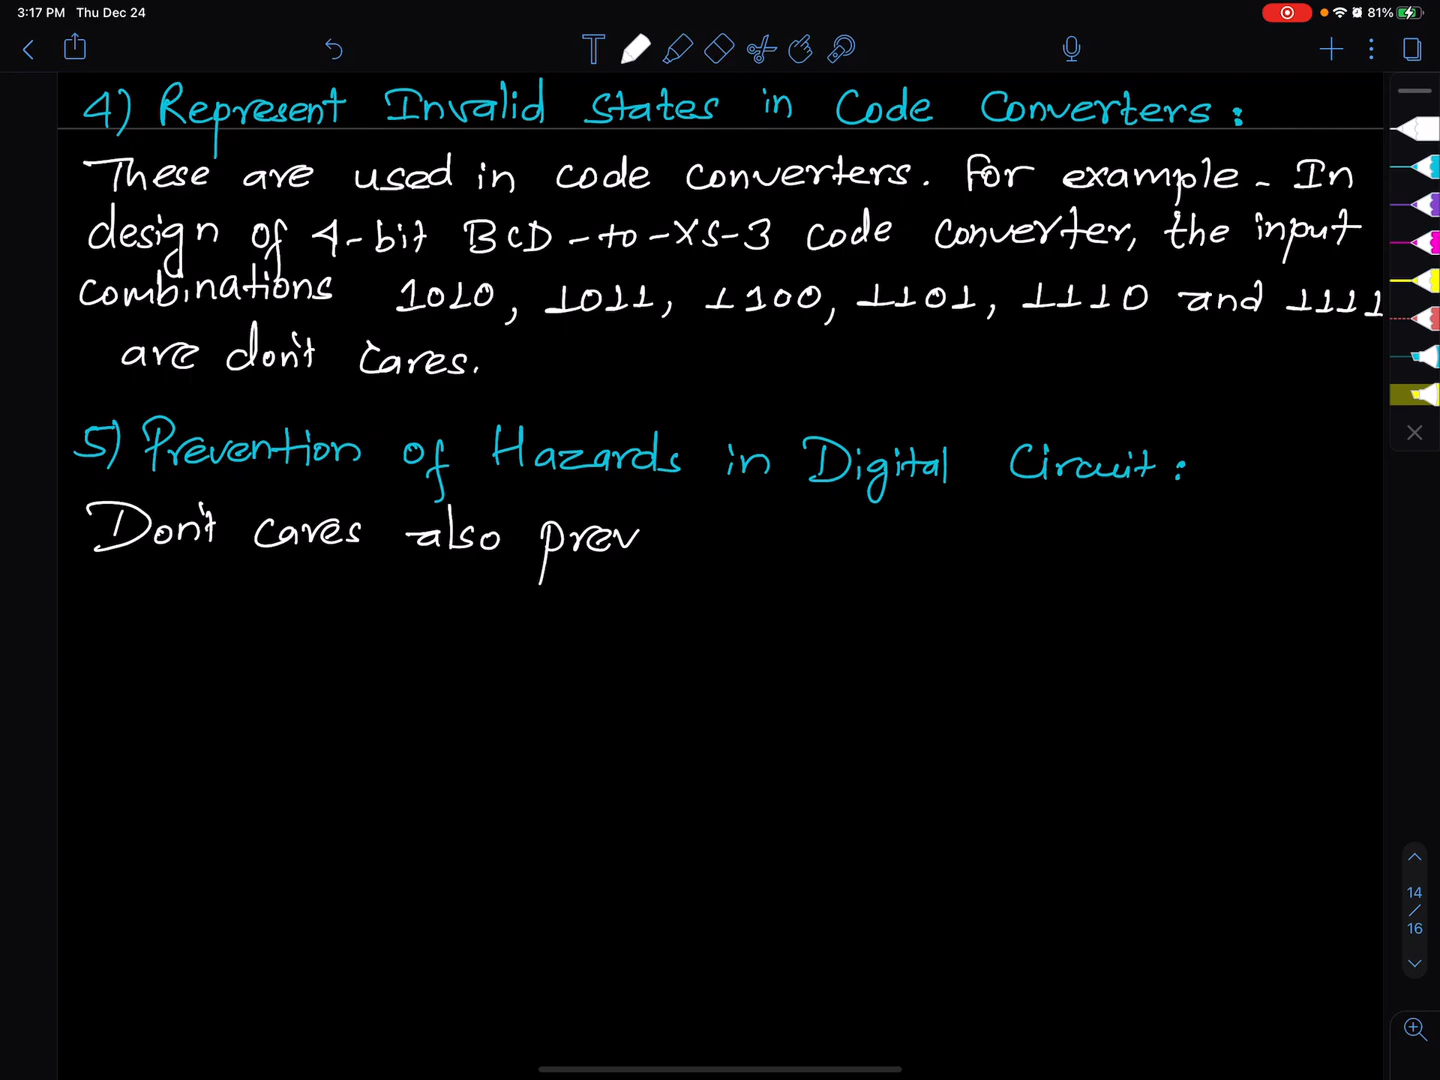 3:17 PM Thu Dec 24
81%
4) Represent Invalid states in Code Converters:
These are used in code converters. For example - In
design of 4-bit BCD-to-XS-3 code converter, the input
combinations 1010, 1011, 1100, 1101, 1110 and 1111
are don't cares.
5) Prevention of Hazards in Digital Circuit:
Don't cares also prev
14
/
16